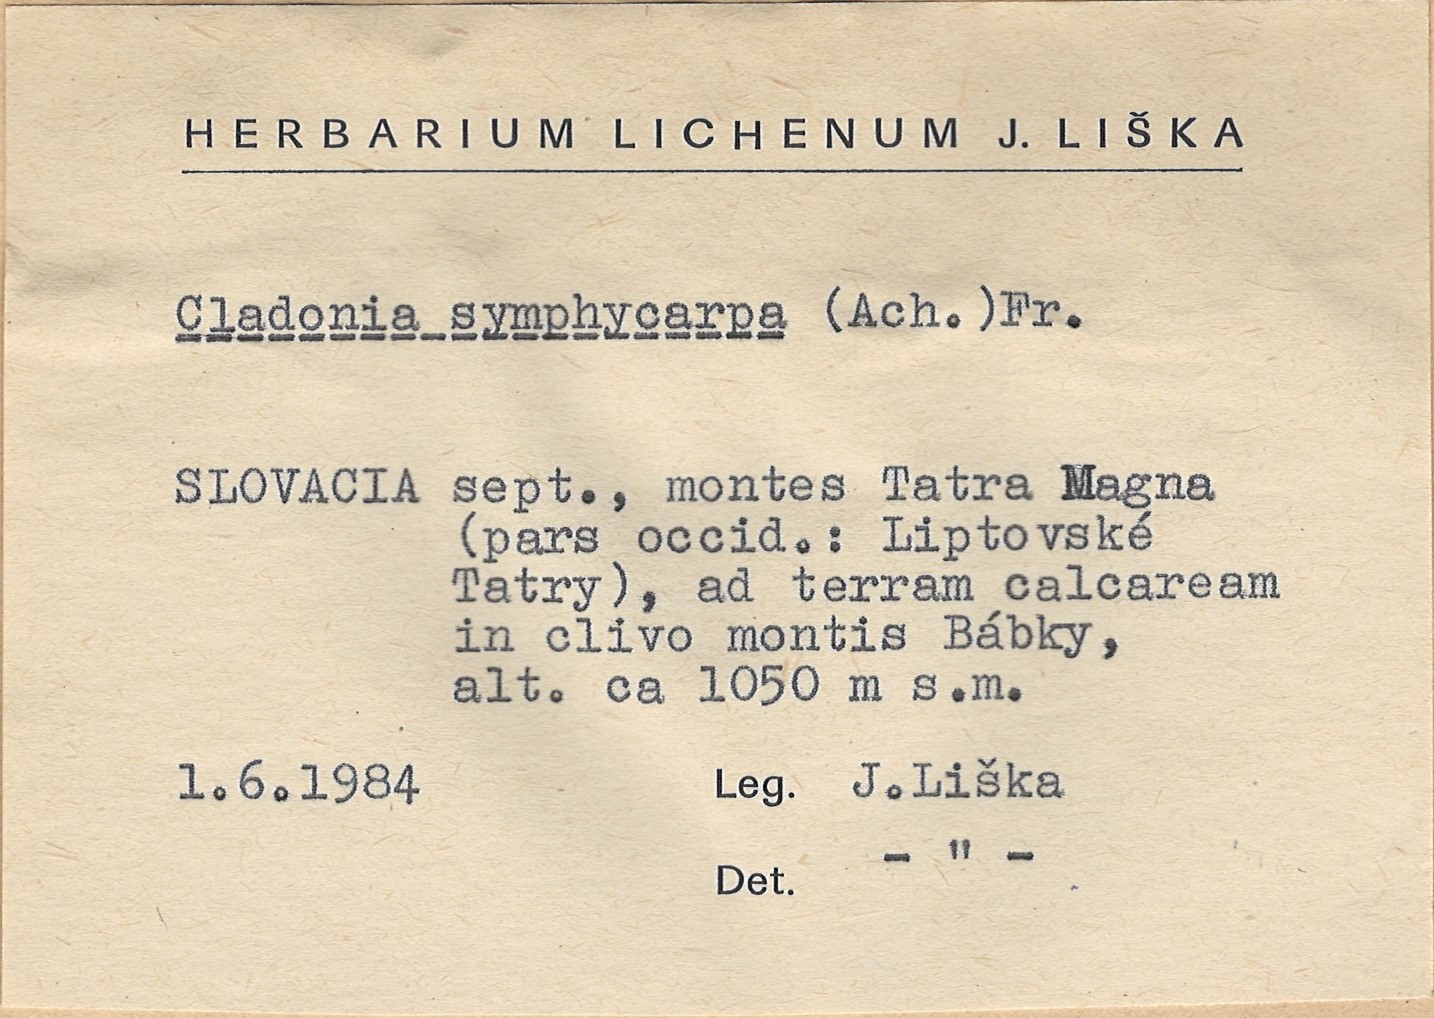 HERBARIUM LICHENUM J. LIŠKA
Cladonia symphycarpa (Ach.)Fr.
SLOVACIA sept., montes Tatra Magna
(pars occid.: Liptovské
Tatry), ad terram calcaream
in clivo montis Bábky,
alt. ca 1050 m s.m.
1.6.1984 Leg. J.Liška
Det. - " -